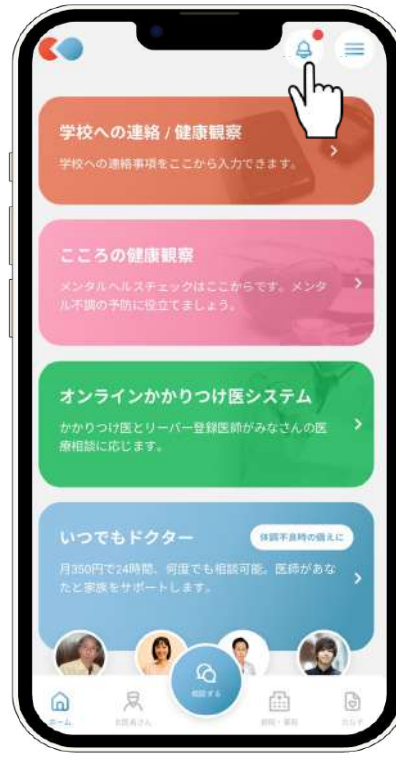 学校への連絡 / 健康観察
学校への連絡事項をここから入力できます。
こころの健康観察
メンタルヘルスチェックはここからです。メンタ
ル不調の予防に役立てましょう。
オンラインかかりつけ医システム
かかりつけ医とリーバー登録医師がみなさんの医
療相談に応じます。
いつでもドクター
体調不良時の備えに
月350円で24時間、何度でも相談可能。医師があな
たと家族をサポートします。
相談する
ホーム
お医者さん
病院・薬局